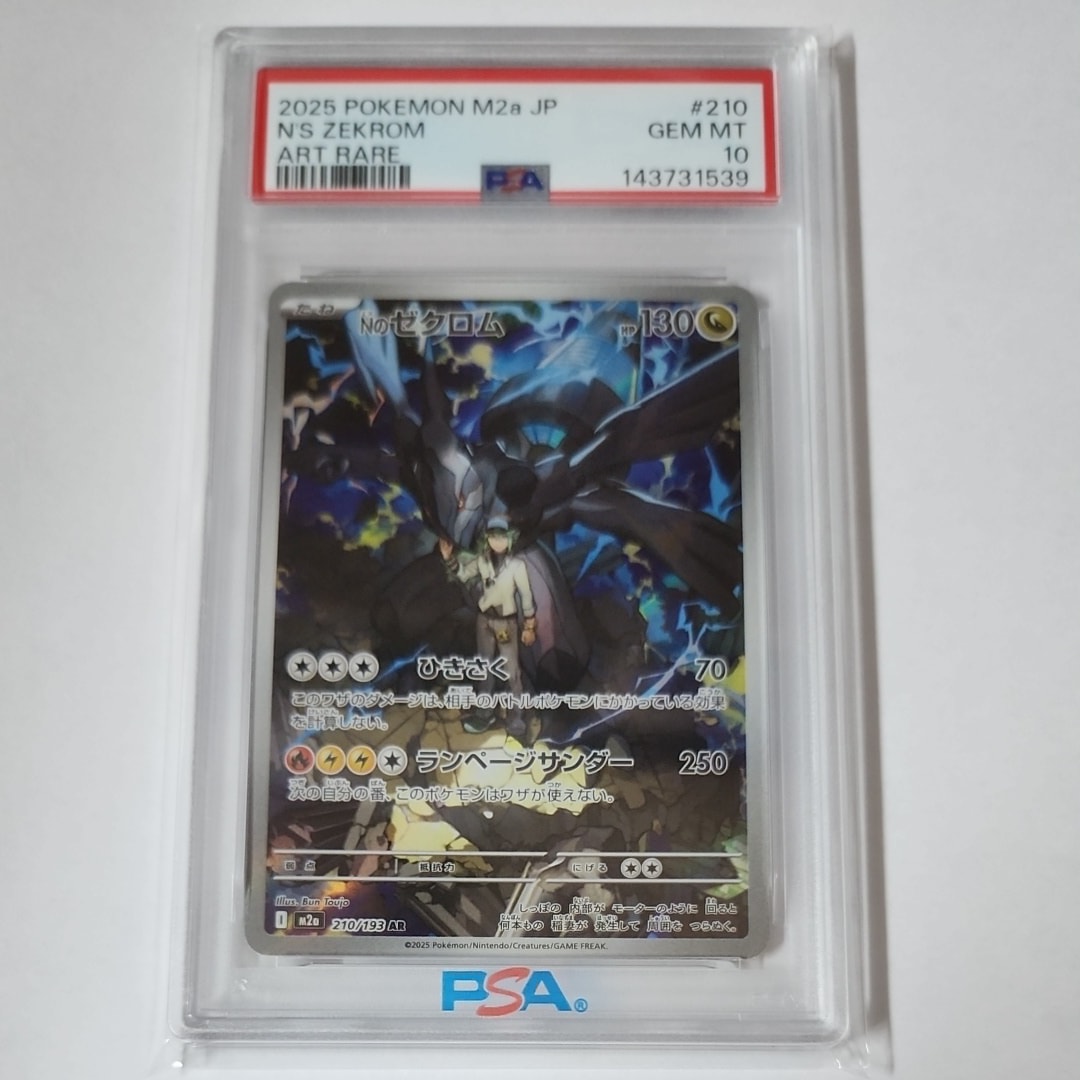 2025 POKEMON M2a JP #210
N'S ZEKROM GEM MT
ART RARE 10
PSA 143731539
たね Nのゼクロム HP 130
ひきさく 70
このワザのダメージは、相手のバトルポケモンにかかっている効果
を計算しない。
ランページサンダー 250
次の自分の番、このポケモンはワザが使えない。
弱点 抵抗力 にげる
Illus. Bun Toujo
I M2a 210/193 AR
しっぽの 内部が モーターのように 回ると
何本もの 稲妻が 発生して 周囲を つらぬく。
©2025 Pokémon/Nintendo/Creatures/GAME FREAK.
PSA®